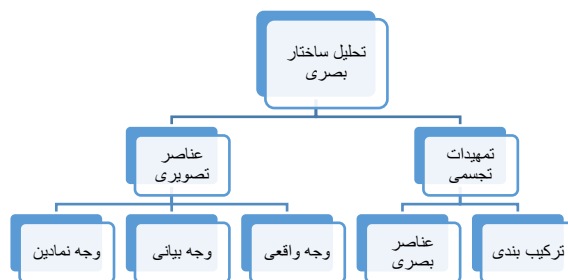 تحلیل ساختار
بصری
تمهیدات
تجسمی
عناصر
تصویری
ترکیب بندی
عناصر
بصری
وجه واقعی
وجه بیانی
وجه نمادین